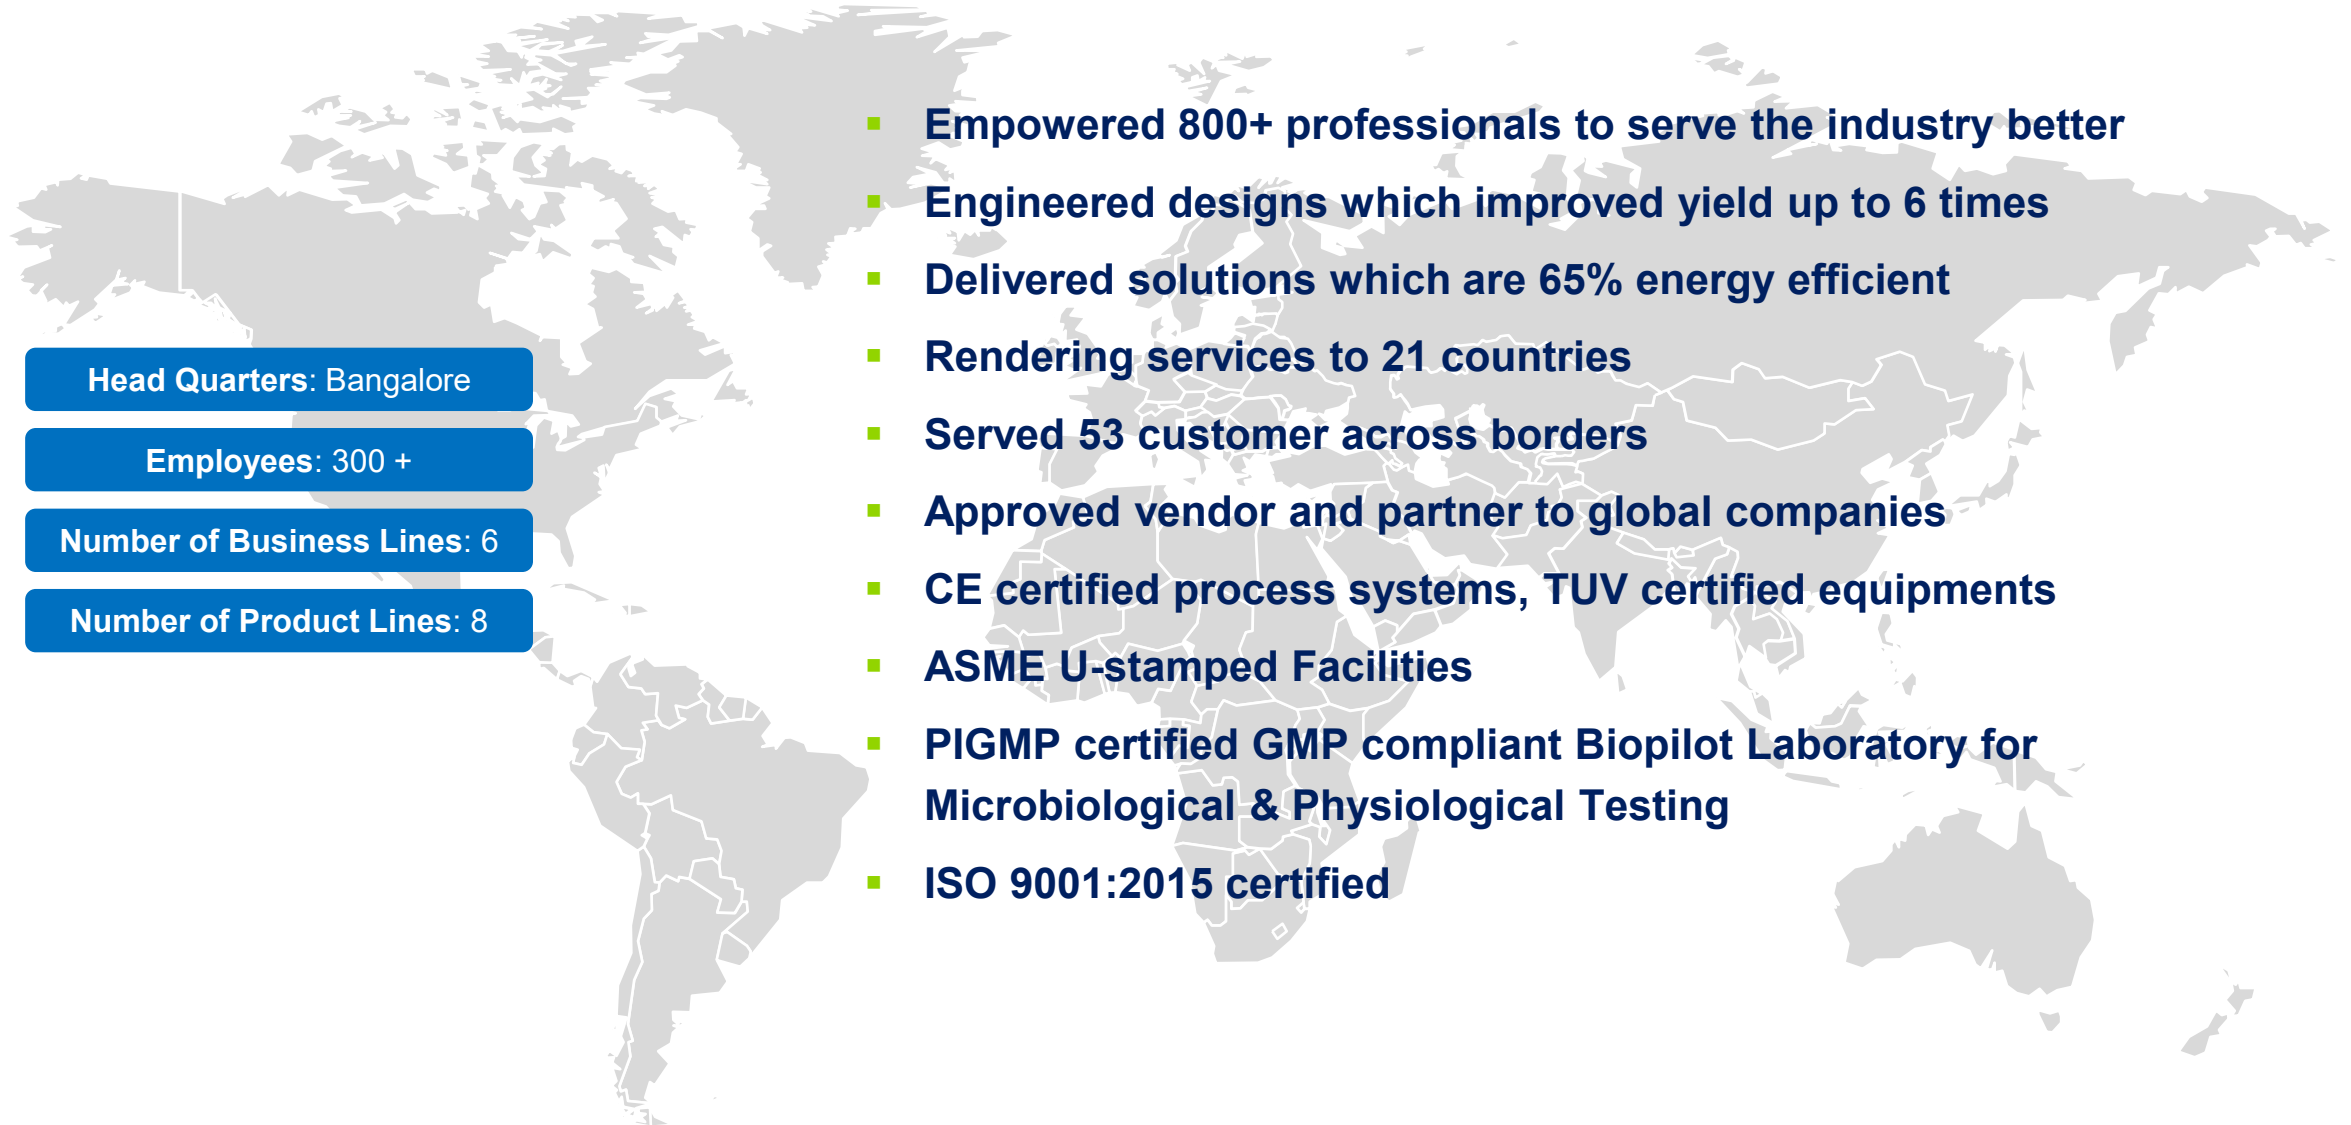 Head Quarters: Bangalore
Employees: 300 +
Number of Business Lines: 6
Number of Product Lines: 8
Empowered 800+ professionals to serve the industry better
Engineered designs which improved yield up to 6 times
Delivered solutions which are 65% energy efficient
Rendering services to 21 countries
Served 53 customer across borders
Approved vendor and partner to global companies
CE certified process systems, TUV certified equipments
ASME U-stamped Facilities
PIGMP certified GMP compliant Biopilot Laboratory for
Microbiological & Physiological Testing
ISO 9001:2015 certified